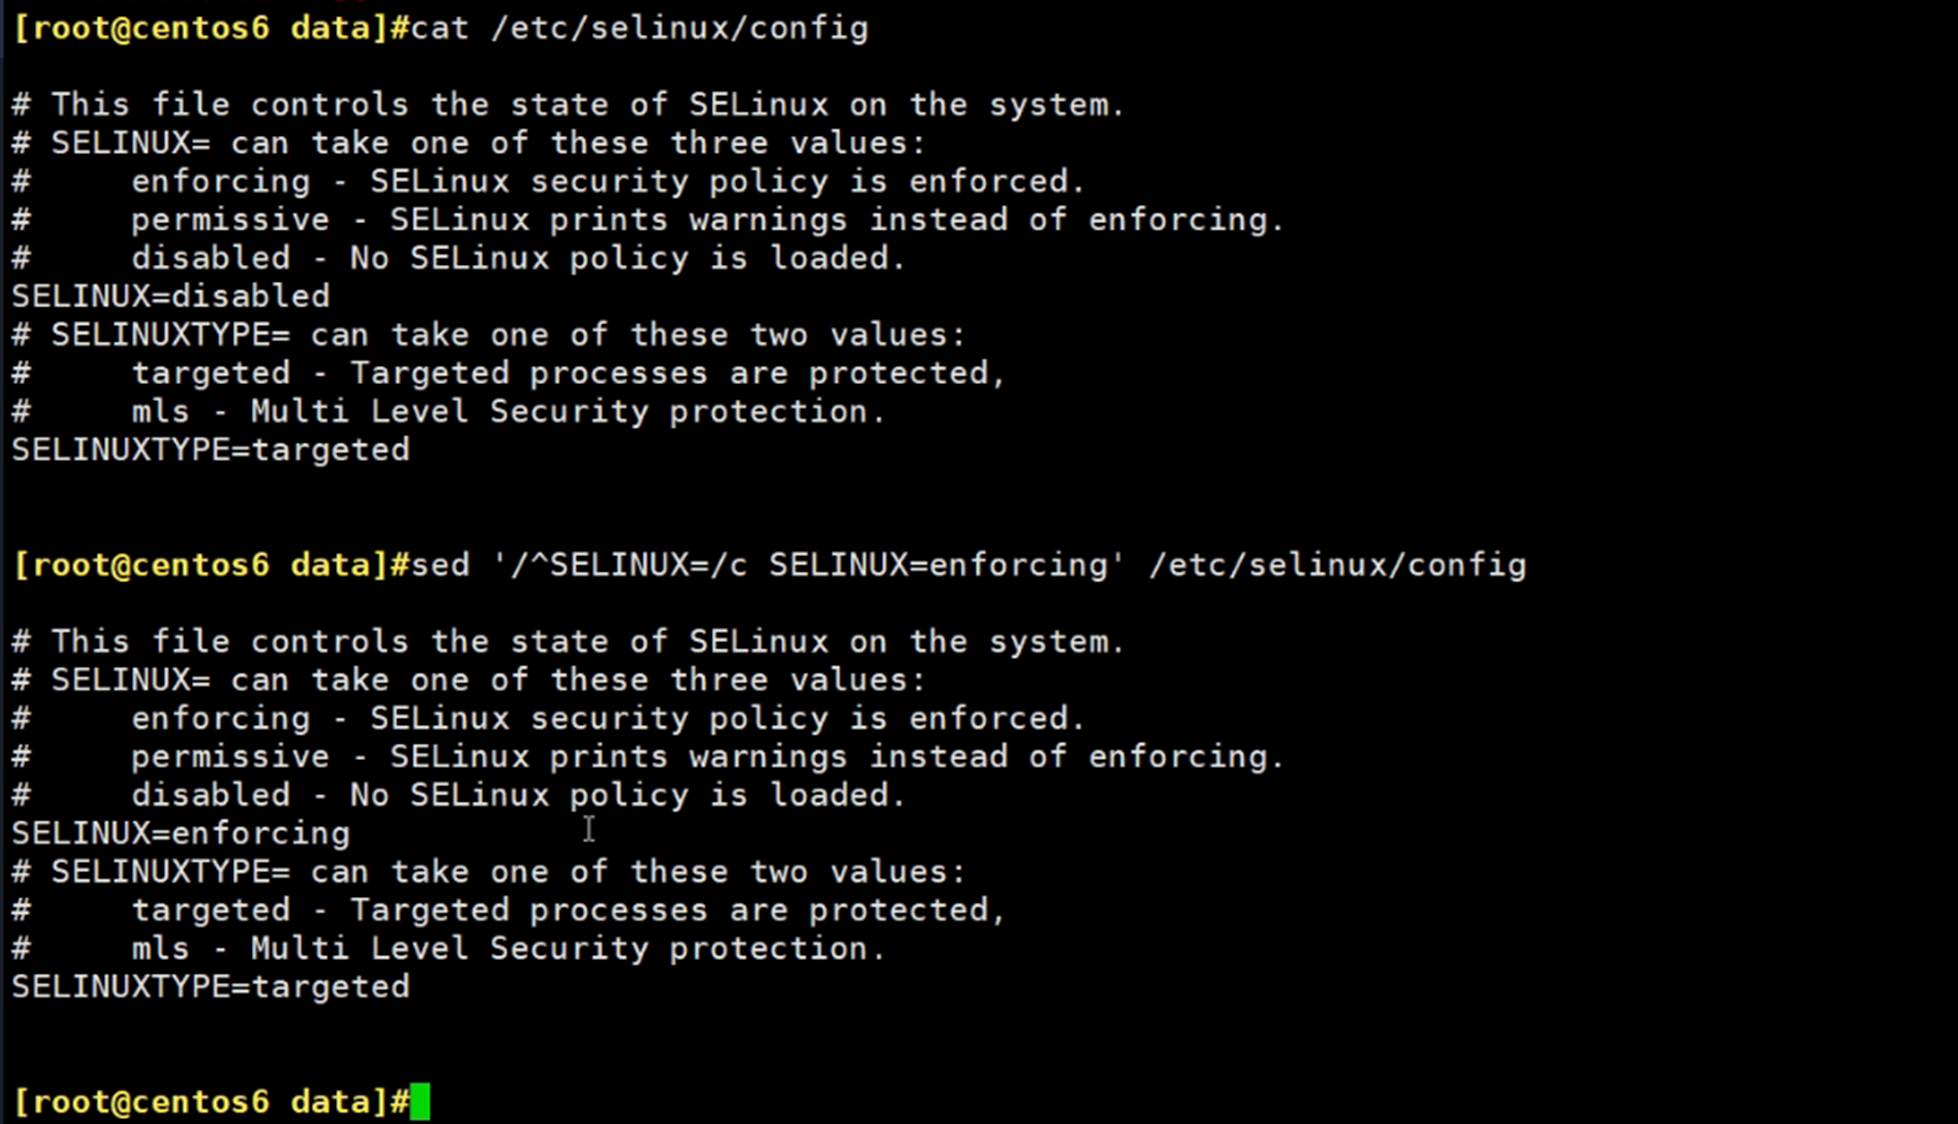 [root@centos6 data]#cat /etc/selinux/config
# This file controls the state of SELinux on the system.
# SELINUX= can take one of these three values:
#     enforcing - SELinux security policy is enforced.
#     permissive - SELinux prints warnings instead of enforcing.
#     disabled - No SELinux policy is loaded.
SELINUX=disabled
# SELINUXTYPE= can take one of these two values:
#     targeted - Targeted processes are protected,
#     mls - Multi Level Security protection.
SELINUXTYPE=targeted
[root@centos6 data]#sed '/^SELINUX=/c SELINUX=enforcing' /etc/selinux/config
# This file controls the state of SELinux on the system.
# SELINUX= can take one of these three values:
#     enforcing - SELinux security policy is enforced.
#     permissive - SELinux prints warnings instead of enforcing.
#     disabled - No SELinux policy is loaded.
SELINUX=enforcing
# SELINUXTYPE= can take one of these two values:
#     targeted - Targeted processes are protected,
#     mls - Multi Level Security protection.
SELINUXTYPE=targeted
[root@centos6 data]#